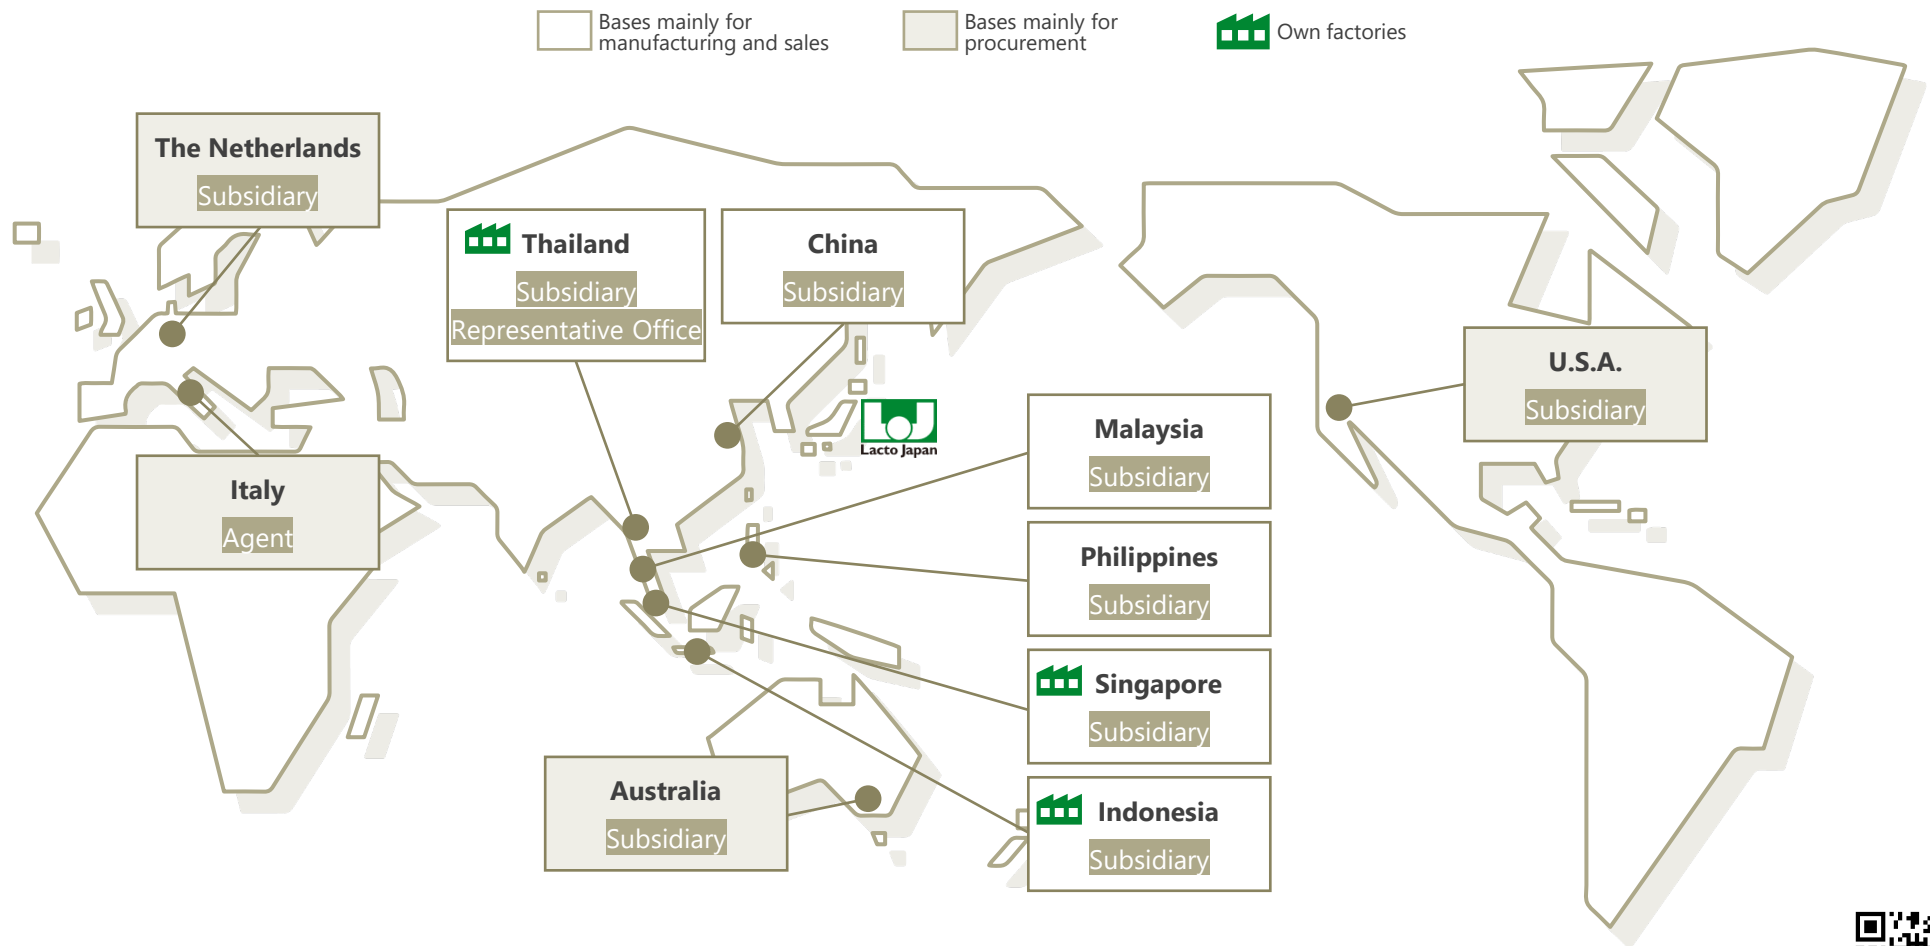 Bases mainly for
manufacturing and sales
Bases mainly for
procurement
Own factories
The Netherlands
Subsidiary
Thailand
Subsidiary
Representative Office
China
Subsidiary
U.S.A.
Subsidiary
Lacto Japan
Malaysia
Subsidiary
Italy
Agent
Philippines
Subsidiary
Singapore
Subsidiary
Australia
Subsidiary
Indonesia
Subsidiary